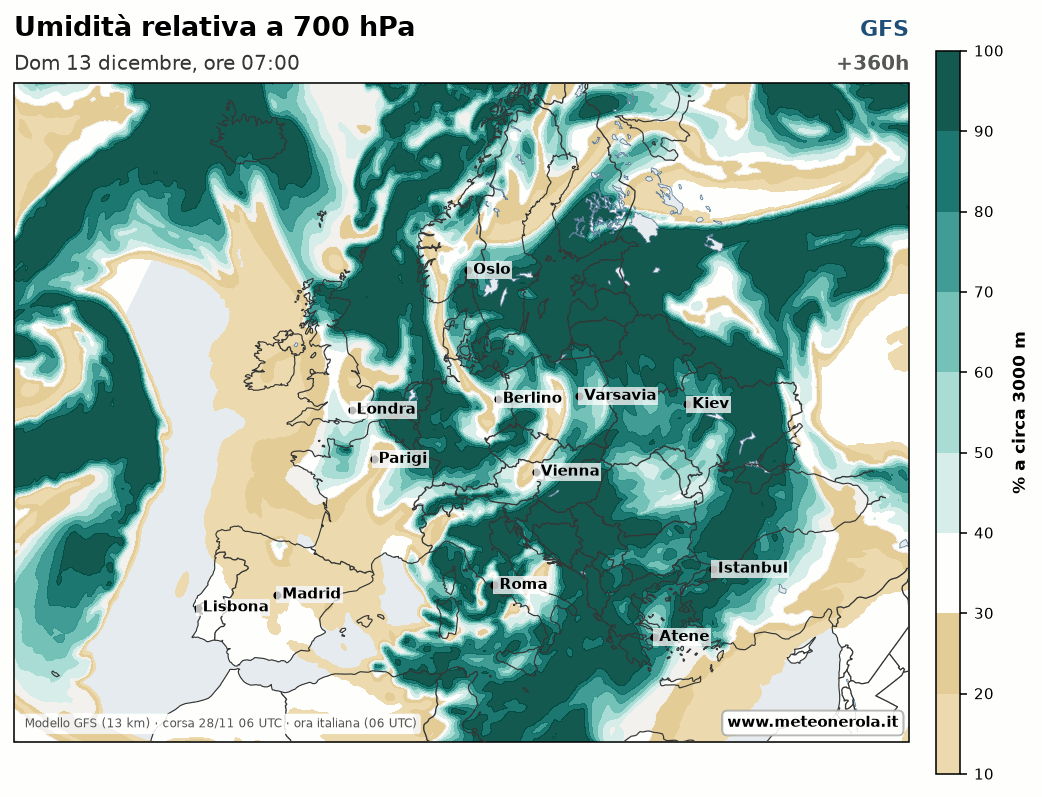 Umidità relativa a 700 hPa
GFS
Dom 13 dicembre, ore 07:00
+360h
100
90
80
70
60
50
40
30
20
10
% a circa 3000 m
Oslo
Berlino
Varsavia
Kiev
Londra
Parigi
Vienna
Istanbul
Roma
Madrid
Lisbona
Atene
Modello GFS (13 km) · corsa 28/11 06 UTC · ora italiana (06 UTC)
www.meteonerola.it